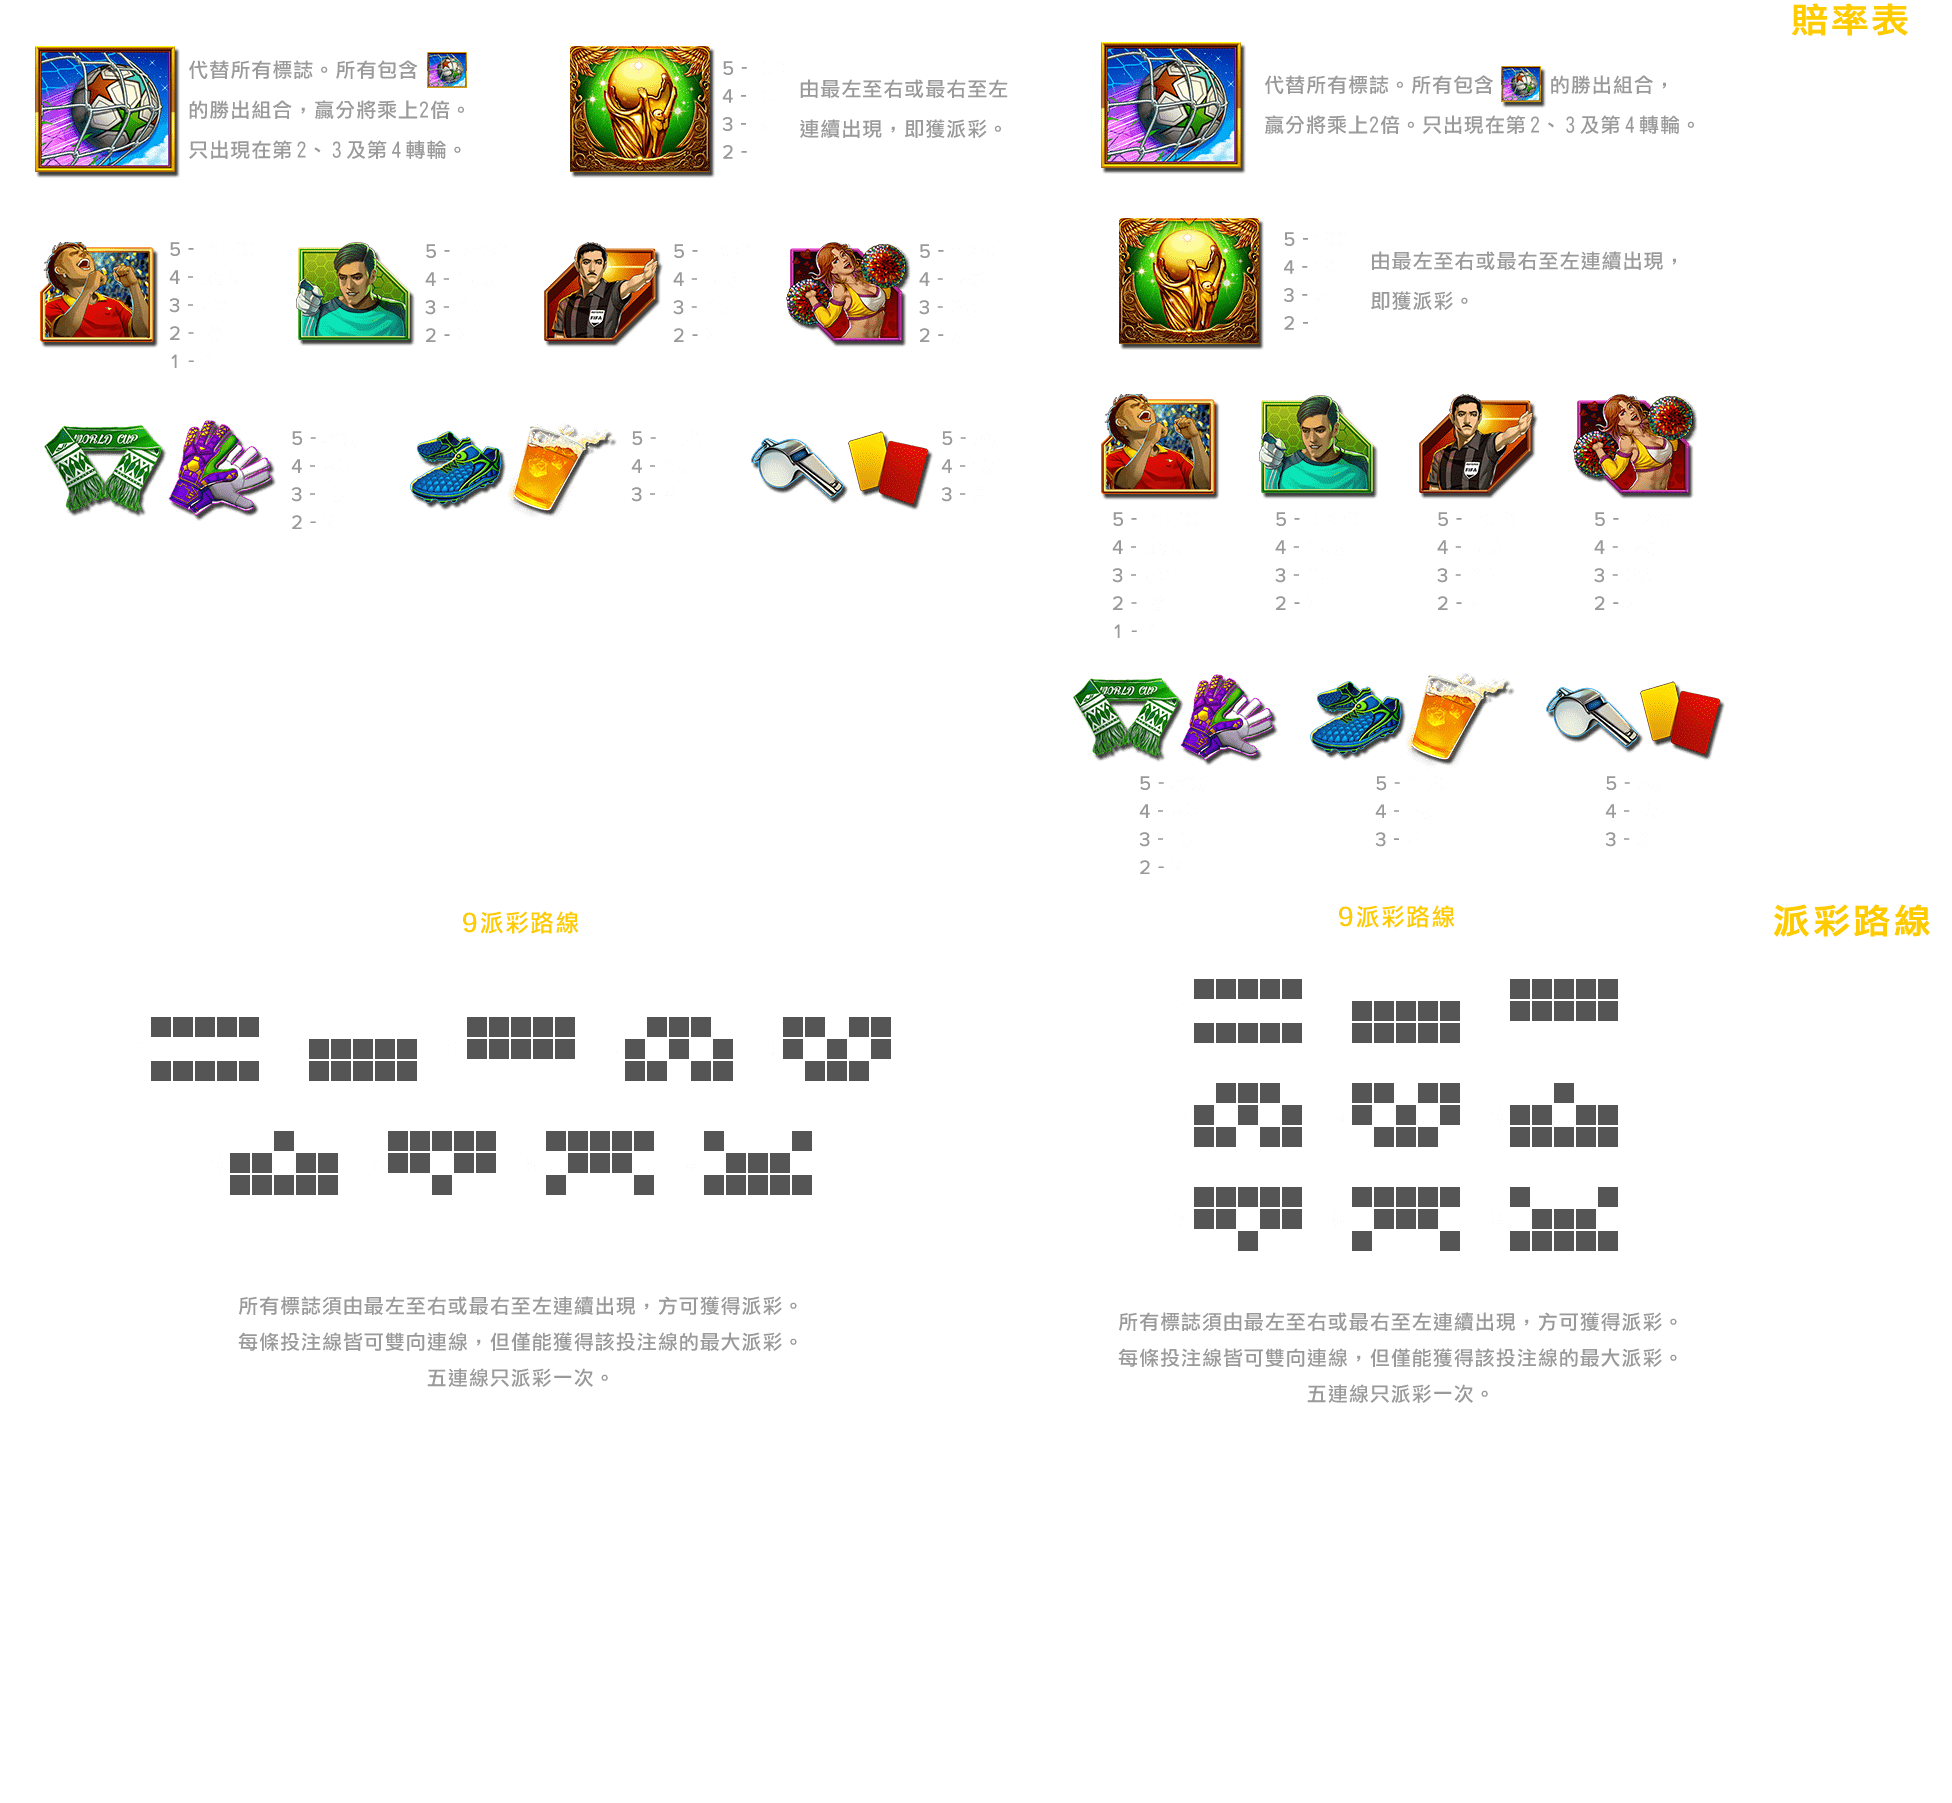 賠率表
代替所有標誌。所有包含
的勝出組合，贏分將乘上2倍。
只出現在第2、3及第4轉輪。
5 -
4 -
3 -
2 -
由最左至右或最右至左
連續出現，即獲派彩。
5 -
4 -
3 -
2 -
1 -
5 -
4 -
3 -
2 -
FIFA
5 -
4 -
3 -
2 -
5 -
4 -
3 -
2 -
WORLD CUP
5 -
4 -
3 -
2 -
5 -
4 -
3 -
5 -
4 -
3 -
代替所有標誌。所有包含 的勝出組合，
贏分將乘上2倍。只出現在第2、3及第4轉輪。
5 -
4 -
3 -
2 -
由最左至右或最右至左連續出現，
即獲派彩。
5 -
4 -
3 -
2 -
1 -
5 -
4 -
3 -
2 -
FIFA
5 -
4 -
3 -
2 -
5 -
4 -
3 -
2 -
WORLD CUP
5 -
4 -
3 -
2 -
5 -
4 -
3 -
5 -
4 -
3 -
派彩路線
9派彩路線
所有標誌須由最左至右或最右至左連續出現，方可獲得派彩。
每條投注線皆可雙向連線，但僅能獲得該投注線的最大派彩。
五連線只派彩一次。
9派彩路線
所有標誌須由最左至右或最右至左連續出現，方可獲得派彩。
每條投注線皆可雙向連線，但僅能獲得該投注線的最大派彩。
五連線只派彩一次。